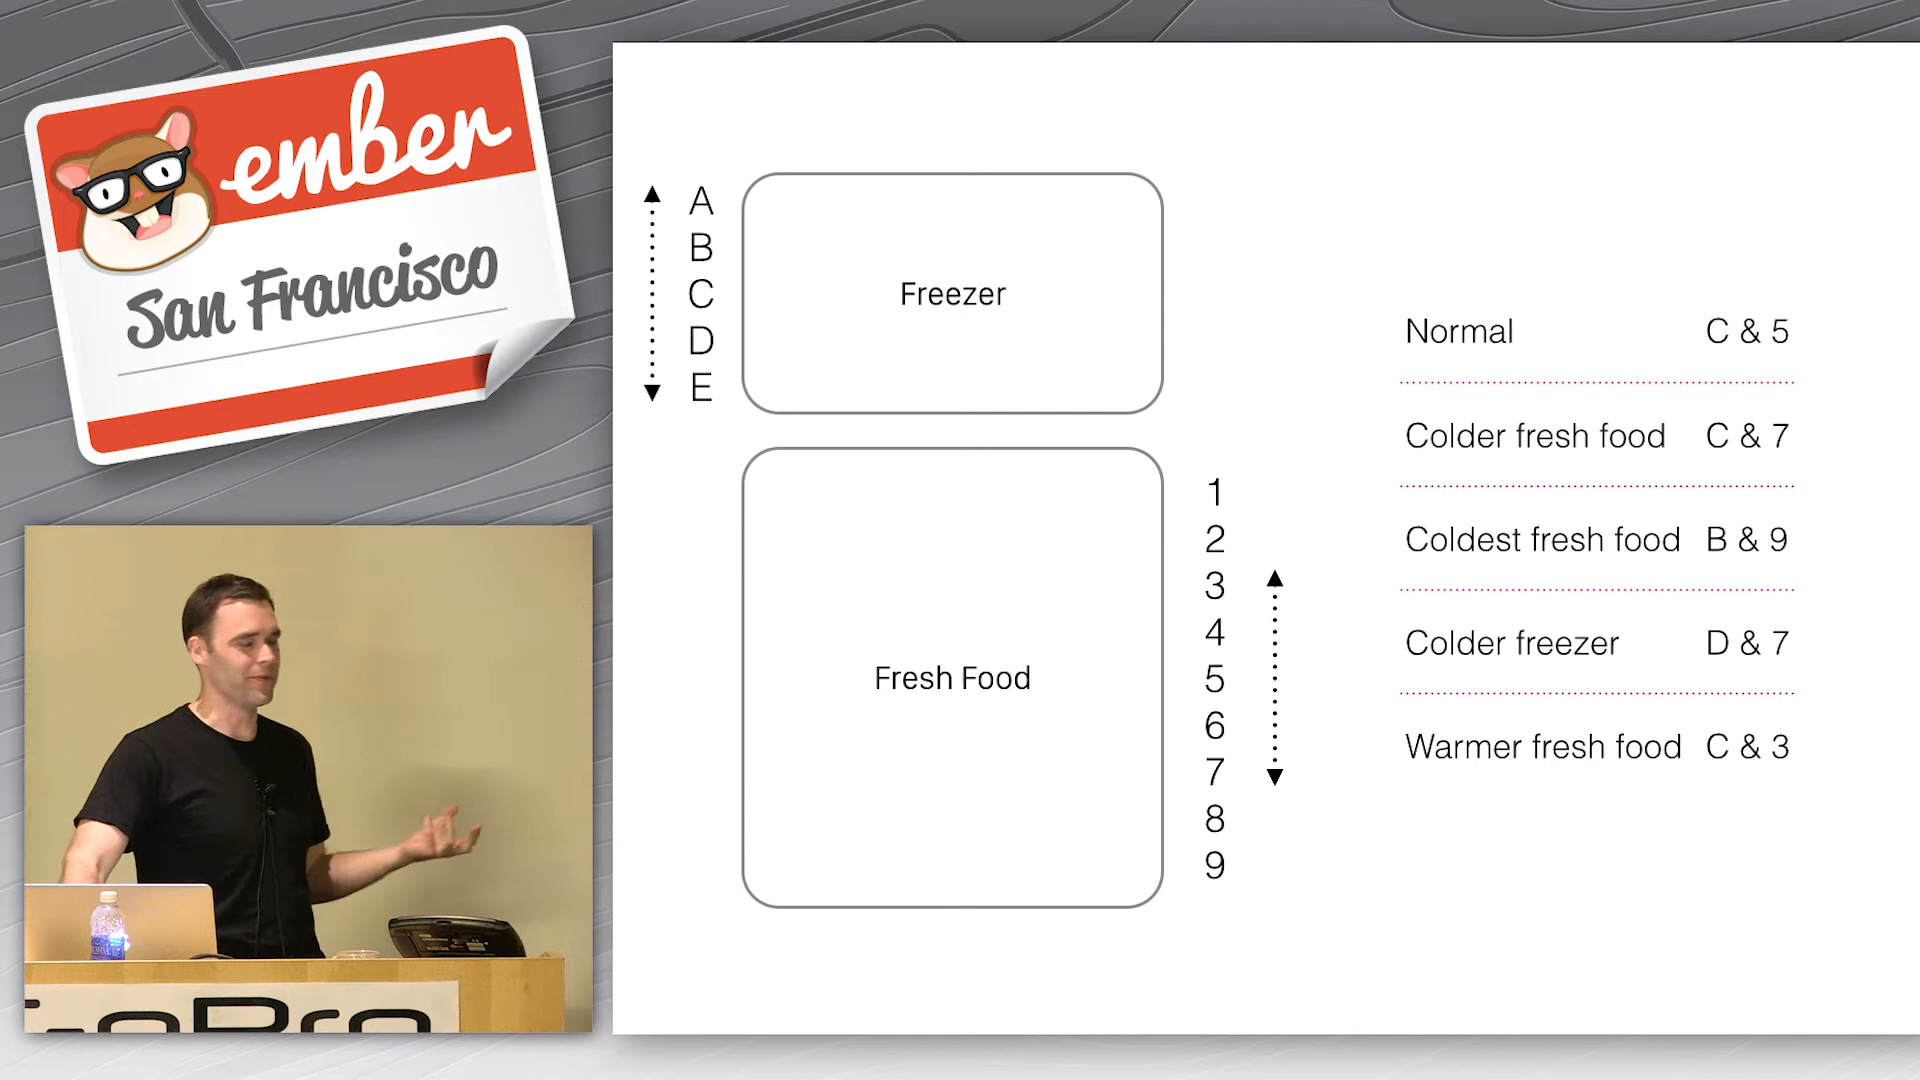 ember
San Francisco
A
B
C
D
E
Freezer
Fresh Food
1
2
3
4
5
6
7
8
9
Normal C & 5
Colder fresh food C & 7
Coldest fresh food B & 9
Colder freezer D & 7
Warmer fresh food C & 3
GoPro